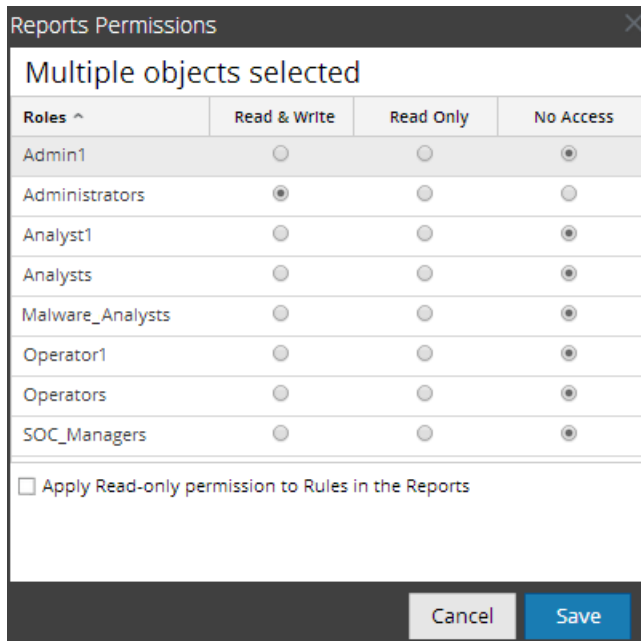 Reports Permissions
Multiple objects selected
Roles Read & Write Read Only No Access
Admin1
Administrators
Analyst1
Analysts
Malware_Analysts
Operator1
Operators
SOC_Managers
Apply Read-only permission to Rules in the Reports
Cancel Save